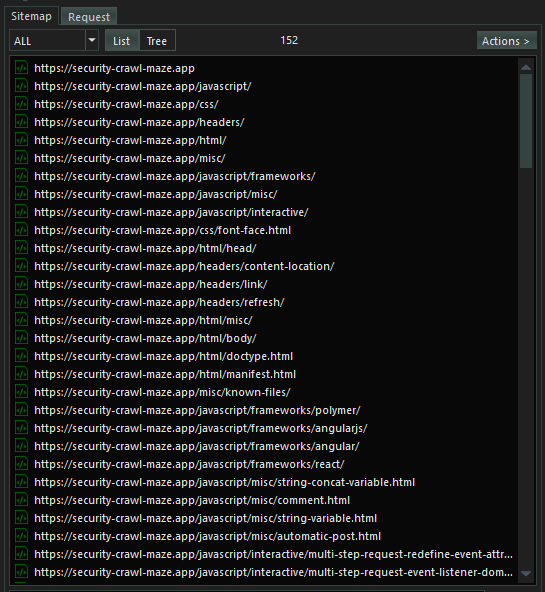 Sitemap Request
ALL List Tree 152 Actions >
https://security-crawl-maze.app
https://security-crawl-maze.app/javascript/
https://security-crawl-maze.app/css/
https://security-crawl-maze.app/headers/
https://security-crawl-maze.app/html/
https://security-crawl-maze.app/misc/
https://security-crawl-maze.app/javascript/frameworks/
https://security-crawl-maze.app/javascript/misc/
https://security-crawl-maze.app/javascript/interactive/
https://security-crawl-maze.app/css/font-face.html
https://security-crawl-maze.app/html/head/
https://security-crawl-maze.app/headers/content-location/
https://security-crawl-maze.app/headers/link/
https://security-crawl-maze.app/headers/refresh/
https://security-crawl-maze.app/html/misc/
https://security-crawl-maze.app/html/body/
https://security-crawl-maze.app/html/doctype.html
https://security-crawl-maze.app/html/manifest.html
https://security-crawl-maze.app/misc/known-files/
https://security-crawl-maze.app/javascript/frameworks/polymer/
https://security-crawl-maze.app/javascript/frameworks/angularjs/
https://security-crawl-maze.app/javascript/frameworks/angular/
https://security-crawl-maze.app/javascript/frameworks/react/
https://security-crawl-maze.app/javascript/misc/string-concat-variable.html
https://security-crawl-maze.app/javascript/misc/comment.html
https://security-crawl-maze.app/javascript/misc/string-variable.html
https://security-crawl-maze.app/javascript/misc/automatic-post.html
https://security-crawl-maze.app/javascript/interactive/multi-step-request-redefine-event-attr...
https://security-crawl-maze.app/javascript/interactive/multi-step-request-event-listener-dom...